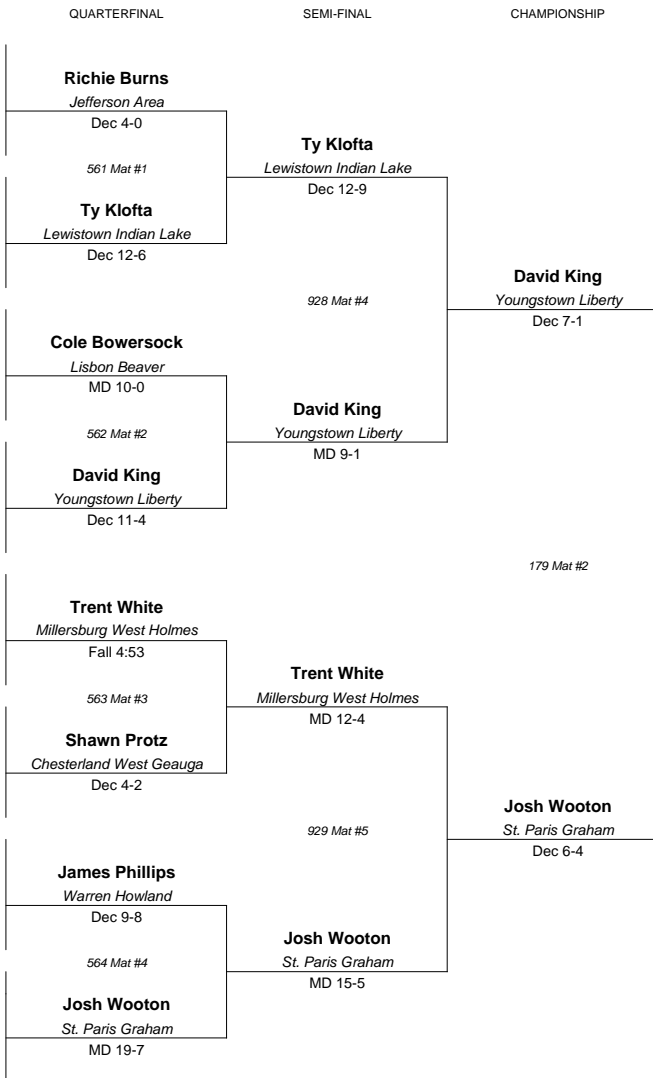 QUARTERFINAL SEMI-FINAL CHAMPIONSHIP
Richie Burns
Jefferson Area
Dec 4-0
561 Mat #1
Ty Klofta
Lewistown Indian Lake
Dec 12-6
Ty Klofta
Lewistown Indian Lake
Dec 12-9
Cole Bowersock
Lisbon Beaver
MD 10-0
562 Mat #2
David King
Youngstown Liberty
Dec 11-4
928 Mat #4
David King
Youngstown Liberty
MD 9-1
David King
Youngstown Liberty
Dec 7-1
Trent White
Millersburg West Holmes
Fall 4:53
563 Mat #3
Shawn Protz
Chesterland West Geauga
Dec 4-2
Trent White
Millersburg West Holmes
MD 12-4
James Phillips
Warren Howland
Dec 9-8
564 Mat #4
Josh Wooton
St. Paris Graham
MD 19-7
929 Mat #5
Josh Wooton
St. Paris Graham
MD 15-5
179 Mat #2
Josh Wooton
St. Paris Graham
Dec 6-4